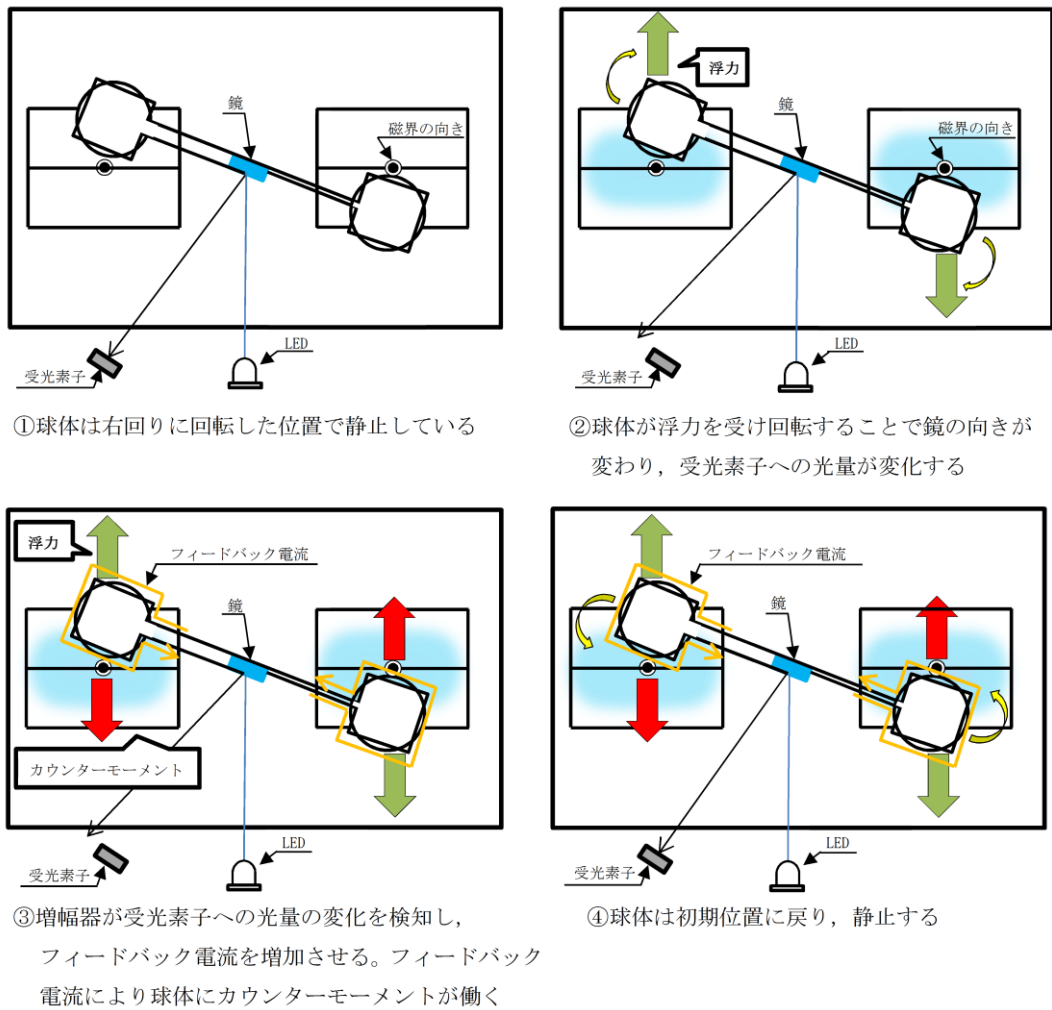 鏡
磁界の向き
LED
受光素子
①球体は右回りに回転した位置で静止している
浮力
鏡
磁界の向き
LED
受光素子
②球体が浮力を受け回転することで鏡の向きが
変わり，受光素子への光量が変化する
浮力
フィードバック電流
鏡
カウンターモーメント
LED
受光素子
③増幅器が受光素子への光量の変化を検知し，
フィードバック電流を増加させる。フィードバック
電流により球体にカウンターモーメントが働く
フィードバック電流
鏡
LED
受光素子
④球体は初期位置に戻り，静止する